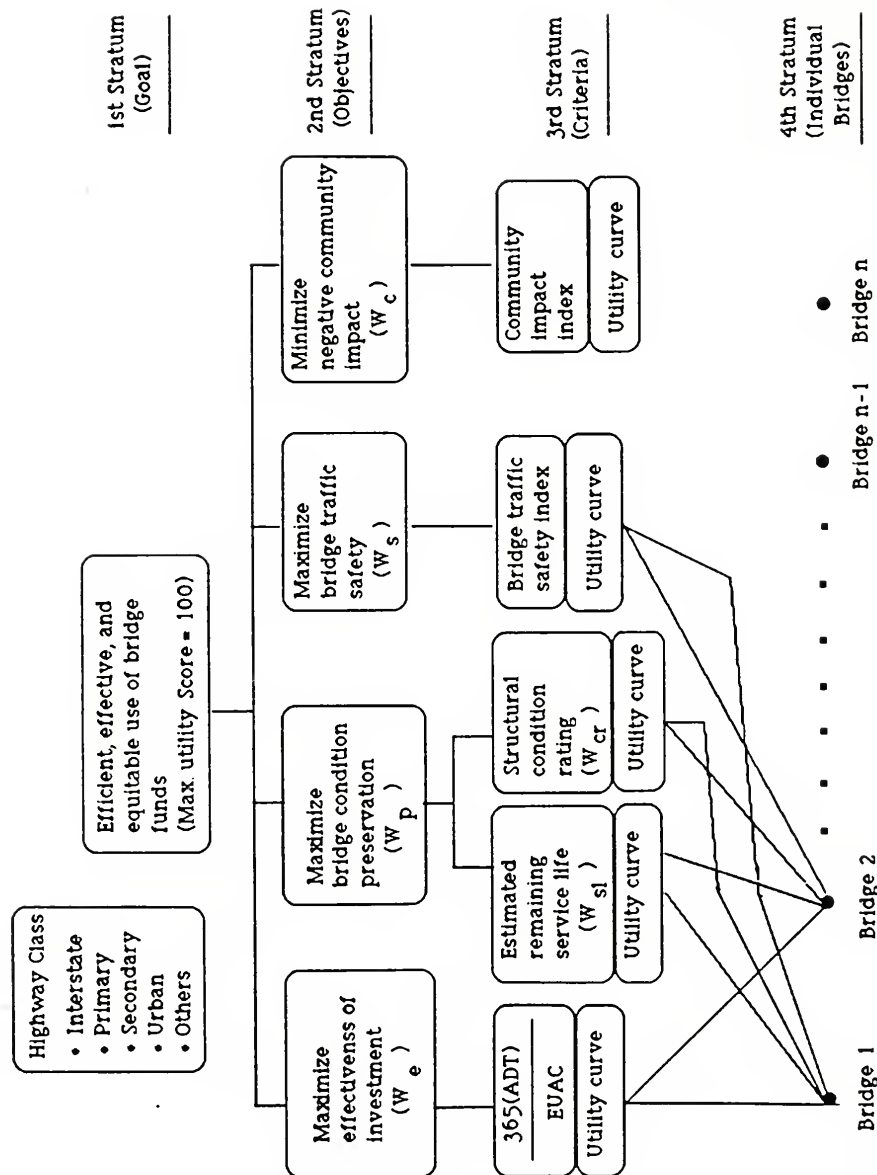 Highway Class
• Interstate
• Primary
• Secondary
• Urban
• Others
Efficient, effective, and
equitable use of bridge
funds
(Max. utility Score = 100)
1st Stratum
(Goal)
Maximize
effectivenss of
investment
(W e )
Maximize
bridge condition
preservation
(W p )
Maximize
bridge traffic
safety
(W s )
Minimize
negative community
impact
(W c )
2nd Stratum
(Objectives)
365(ADT)
EUAC
Utility curve
Estimated
remaining
service life
(W sl )
Utility curve
Structural
condition
rating
(W cr )
Utility curve
Bridge traffic
safety index
Utility curve
Community
impact
index
Utility curve
3rd Stratum
(Criteria)
Bridge 1
Bridge 2
Bridge n-1
Bridge n
4th Stratum
(Individual
Bridges)